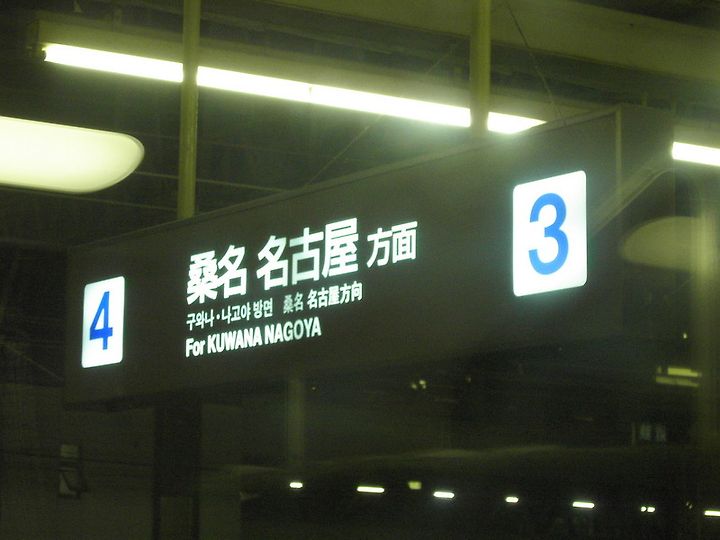 4
桑名 名古屋 方面
구와나・나고야 방면 桑名 名古屋方向
For KUWANA NAGOYA
3